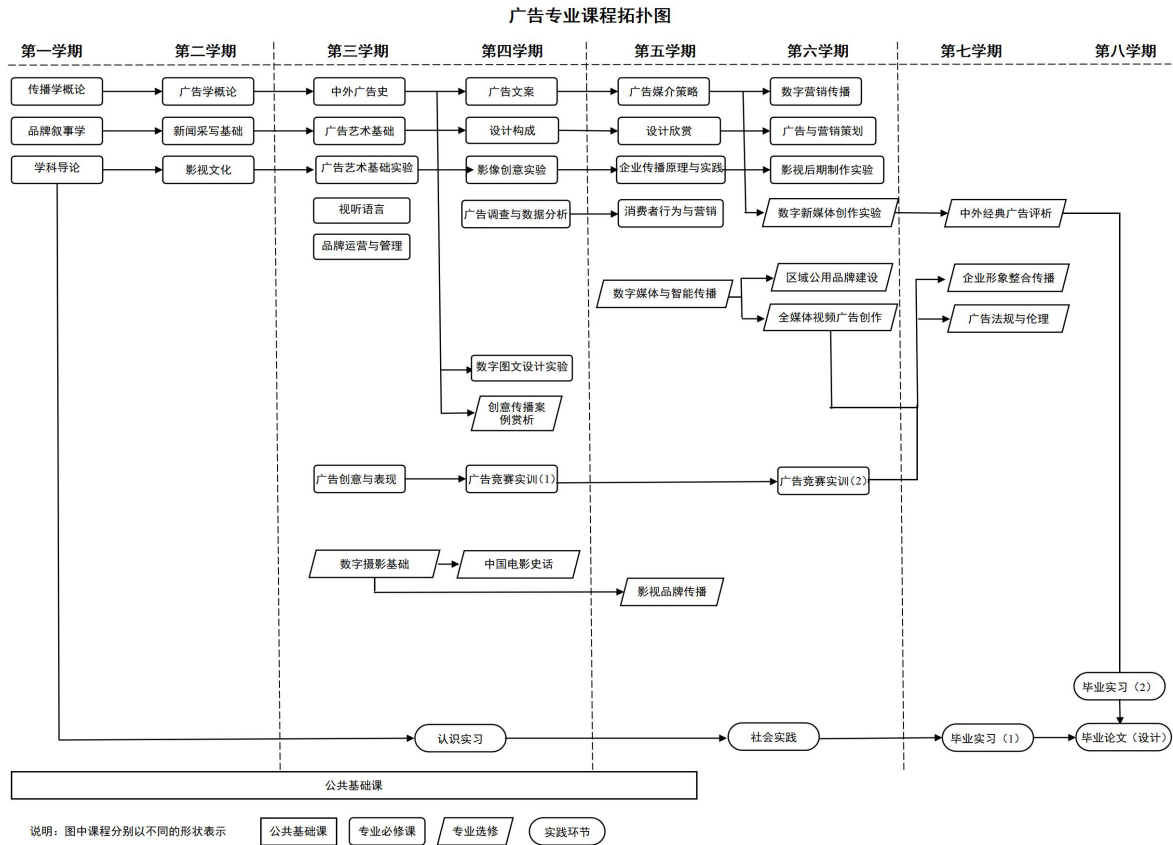 广告专业课程拓扑图
第一学期 第二学期 第三学期 第四学期 第五学期 第六学期 第七学期 第八学期
传播学概论 广告学概论 中外广告史 广告文案 广告媒介策略 数字营销传播
品牌叙事学 新闻采写基础 广告艺术基础 设计构成 设计欣赏 广告与营销策划
学科导论 影视文化 广告艺术基础实验 影像创意实验 企业传播原理与实践 影视后期制作实验
视听语言 广告调查与数据分析 消费者行为与营销 数字新媒体创作实验 中外经典广告评析
品牌运营与管理
数字媒体与智能传播 区域公用品牌建设 企业形象整合传播
全媒体视频广告创作 广告法规与伦理
数字图文设计实验
创意传播案
例赏析
广告创意与表现 广告竞赛实训(1) 广告竞赛实训(2)
数字摄影基础 中国电影史话
影视品牌传播
毕业实习（2）
认识实习 社会实践 毕业实习（1） 毕业论文（设计）
公共基础课
说明：图中课程分别以不同的形状表示 公共基础课 专业必修课 专业选修 实践环节